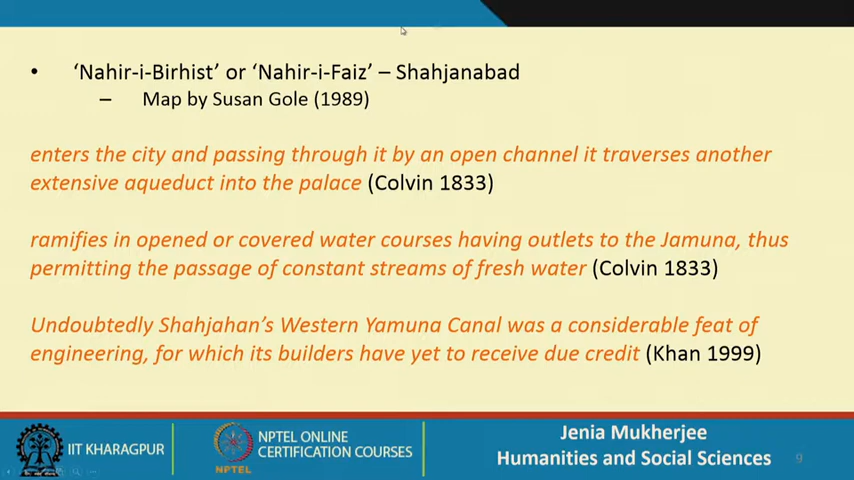 • 'Nahir-i-Birhist' or 'Nahir-i-Faiz' – Shahjanabad
– Map by Susan Gole (1989)
enters the city and passing through it by an open channel it traverses another
extensive aqueduct into the palace (Colvin 1833)
ramifies in opened or covered water courses having outlets to the Jamuna, thus
permitting the passage of constant streams of fresh water (Colvin 1833)
Undoubtedly Shahjahan's Western Yamuna Canal was a considerable feat of
engineering, for which its builders have yet to receive due credit (Khan 1999)
IIT KHARAGPUR
NPTEL
NPTEL ONLINE
CERTIFICATION COURSES
Jenia Mukherjee
Humanities and Social Sciences
9